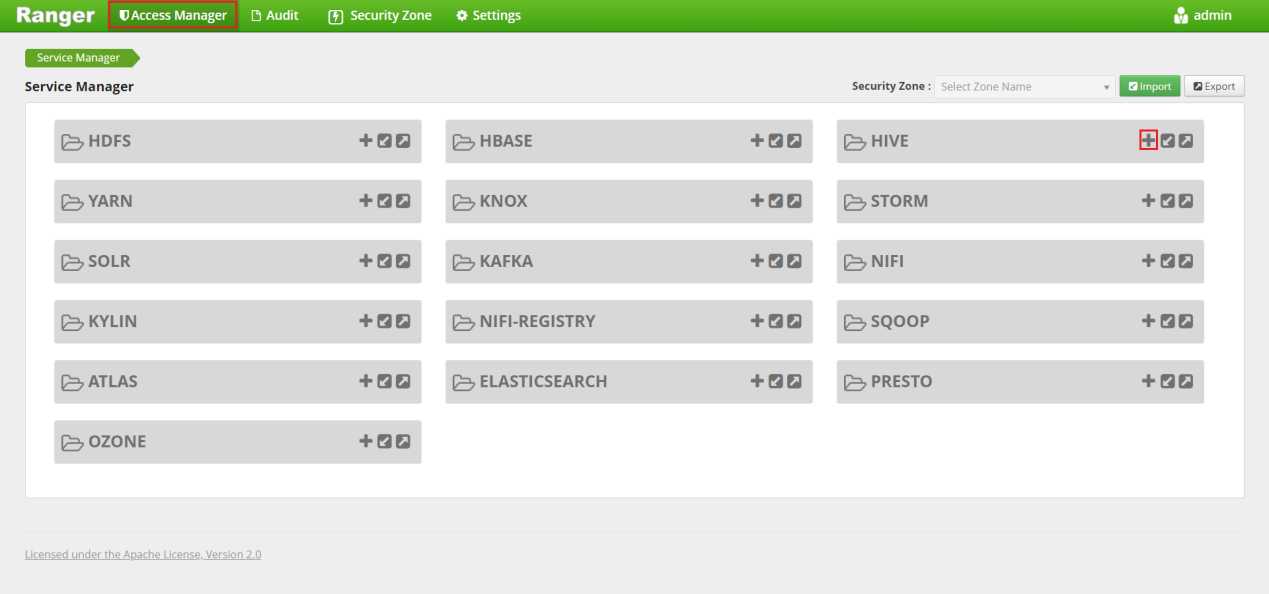 Ranger Access Manager Audit Security Zone Settings admin
Service Manager
Service Manager Security Zone : Select Zone Name Import Export
HDFS HBASE HIVE
YARN KNOX STORM
SOLR KAFKA NIFI
KYLIN NIFI-REGISTRY SQOOP
ATLAS ELASTICSEARCH PRESTO
OZONE
Licensed under the Apache License, Version 2.0